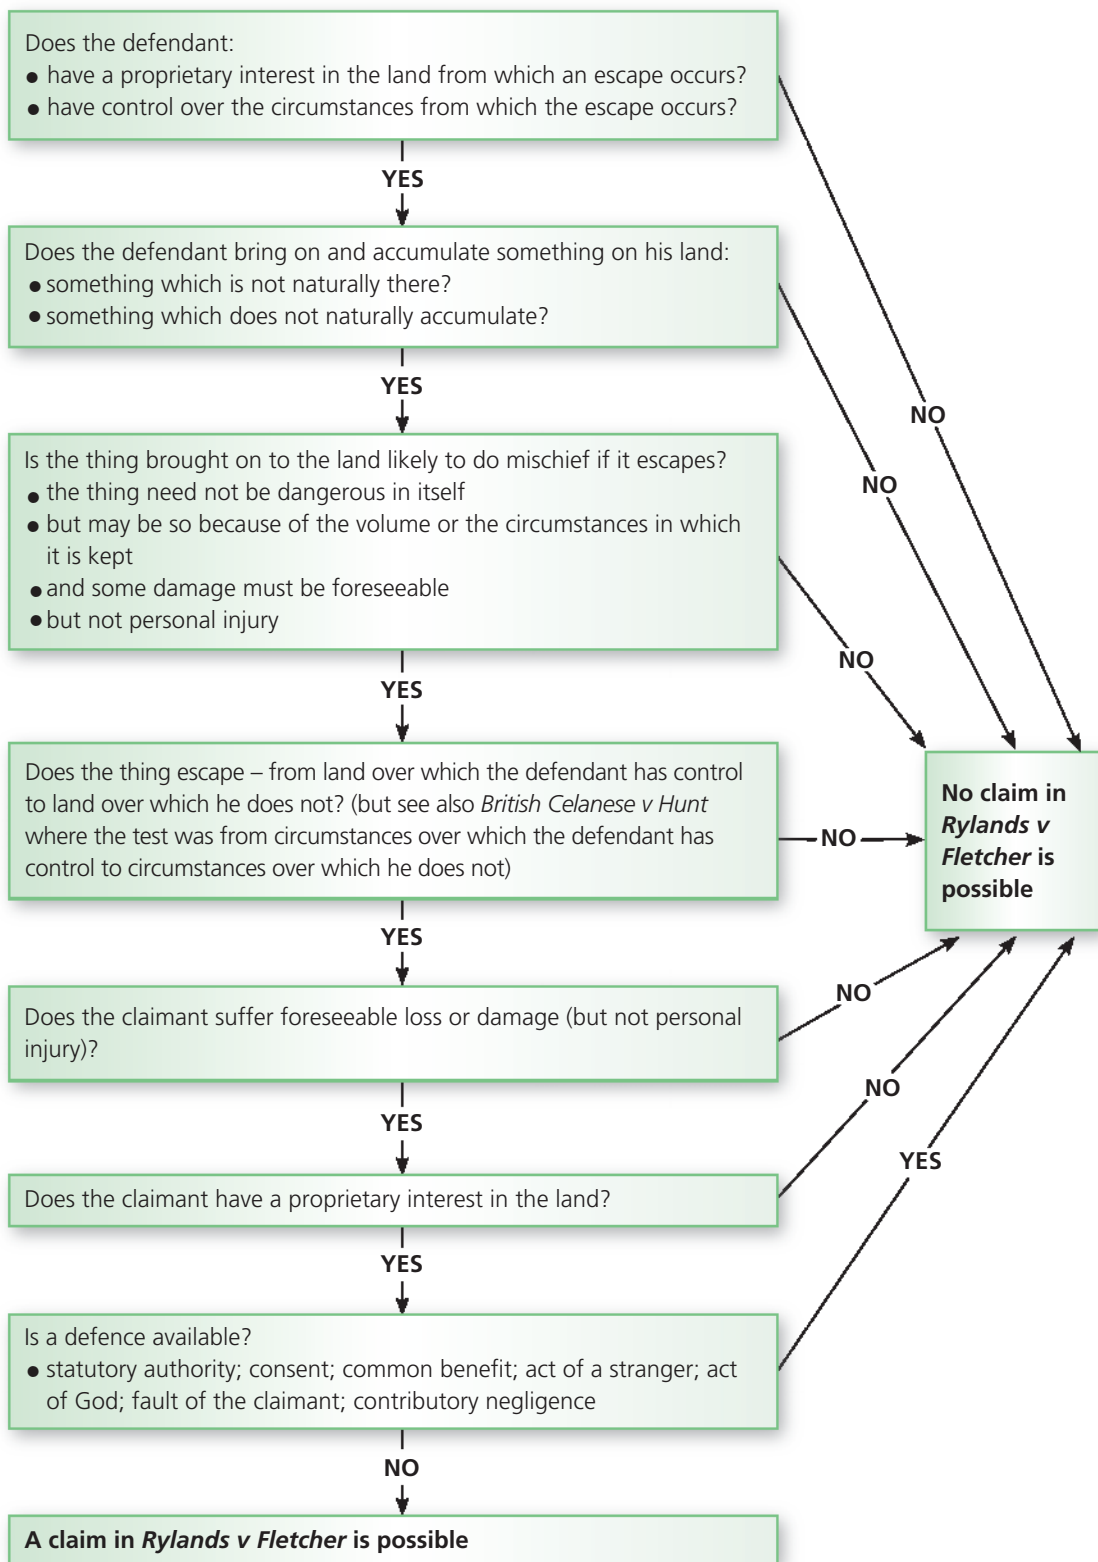 Does the defendant:
● have a proprietary interest in the land from which an escape occurs?
● have control over the circumstances from which the escape occurs?
YES
Does the defendant bring on and accumulate something on his land:
● something which is not naturally there?
● something which does not naturally accumulate?
YES
NO
NO
Is the thing brought on to the land likely to do mischief if it escapes?
● the thing need not be dangerous in itself
● but may be so because of the volume or the circumstances in which
it is kept
● and some damage must be foreseeable
● but not personal injury
NO
YES
Does the thing escape – from land over which the defendant has control
to land over which he does not? (but see also British Celanese v Hunt
where the test was from circumstances over which the defendant has
control to circumstances over which he does not)
NO
No claim in
Rylands v
Fletcher is
possible
YES
Does the claimant suffer foreseeable loss or damage (but not personal
injury)?
NO
YES
Does the claimant have a proprietary interest in the land?
NO
YES
Is a defence available?
● statutory authority; consent; common benefit; act of a stranger; act
of God; fault of the claimant; contributory negligence
YES
NO
A claim in Rylands v Fletcher is possible